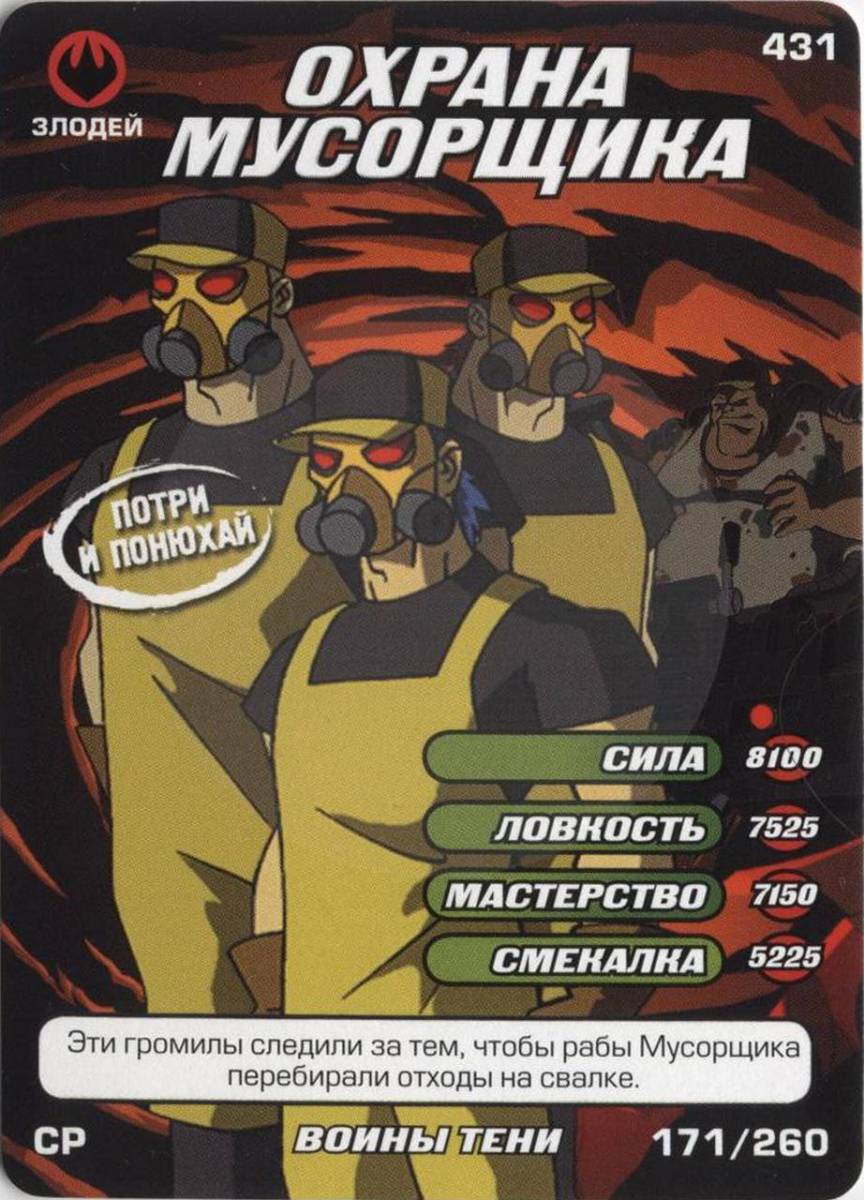 431
ЗЛОДЕЙ
ОХРАНА
МУСОРЩИКА
ПОТРИ
И ПОНЮХАЙ
СИЛА 8100
ЛОВКОСТЬ 7525
МАСТЕРСТВО 7150
СМЕКАЛКА 5225
Эти громилы следили за тем, чтобы рабы Мусорщика
перебирали отходы на свалке.
СР ВОИНЫ ТЕНИ 171/260